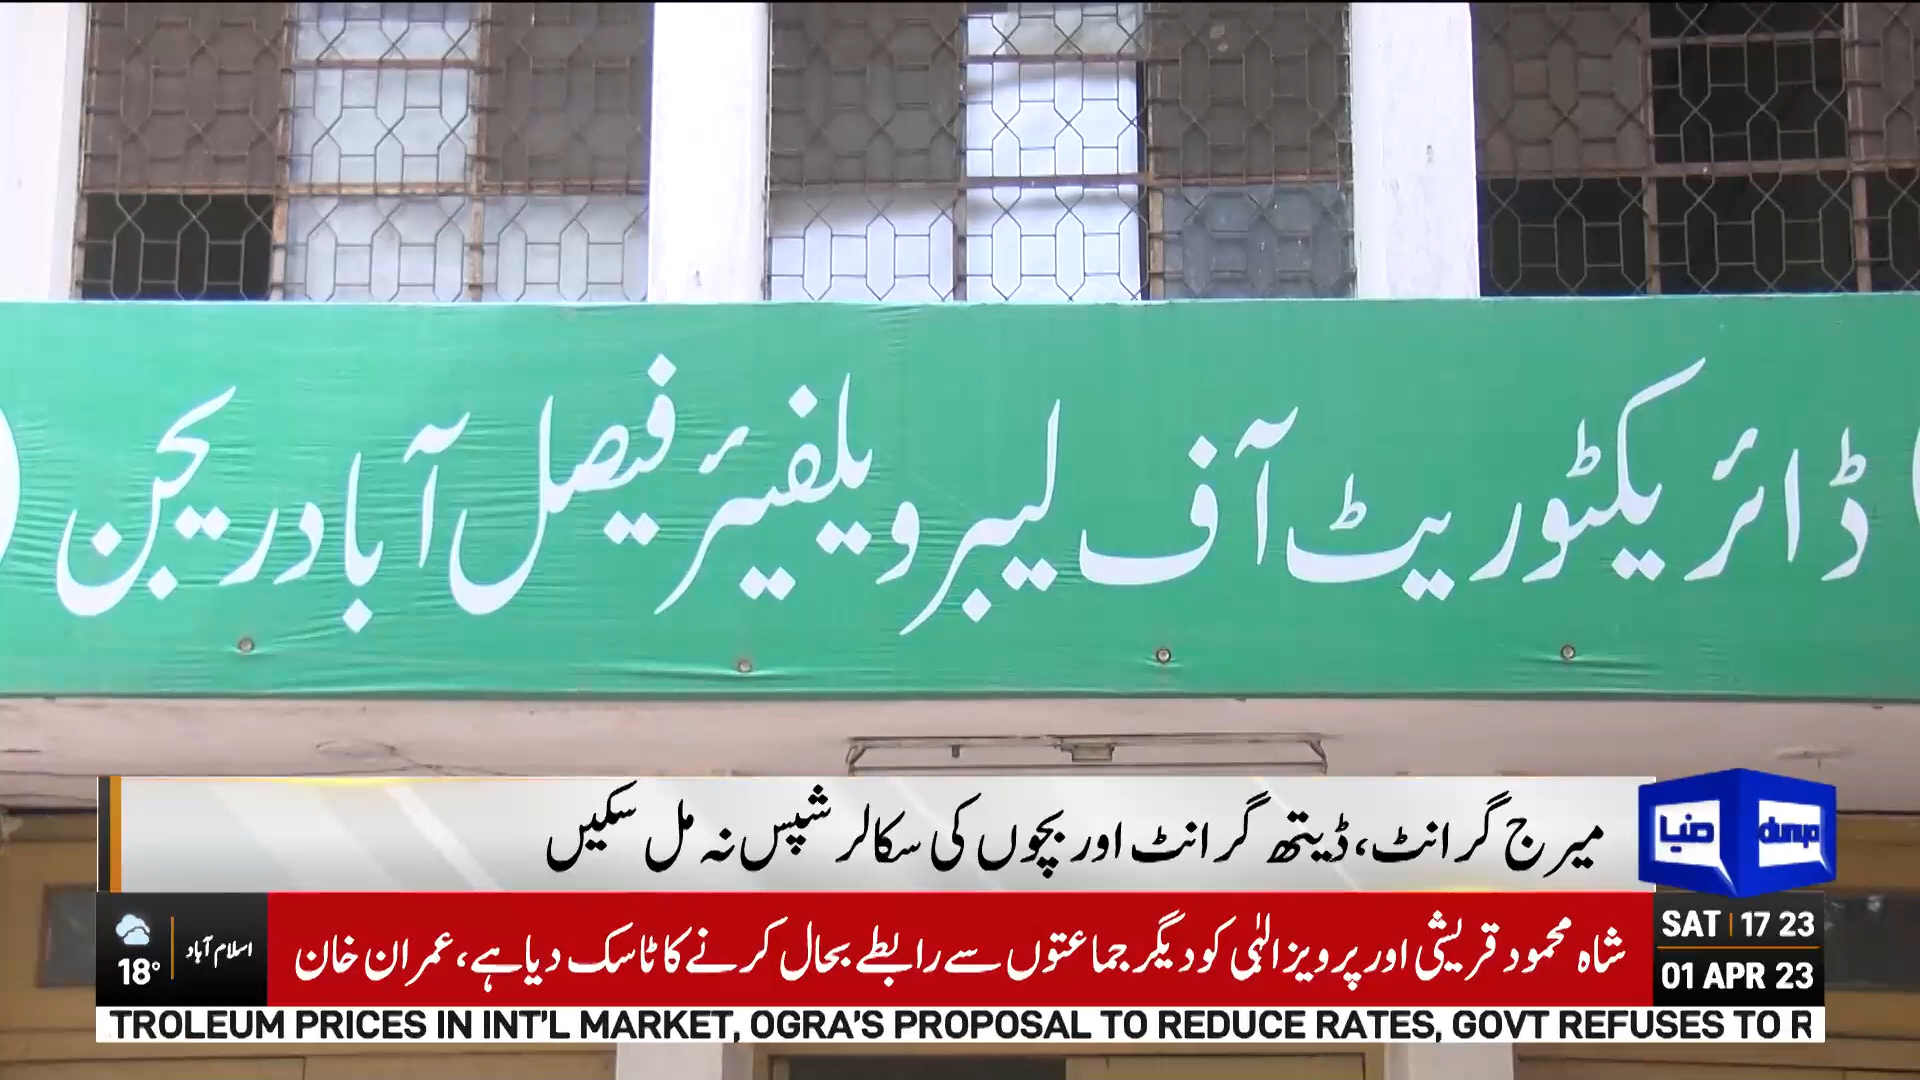 ڈائریکٹوریٹ آف لیبر ویلفیئر فیصل آباد ریجن
میرج گرانٹ، ڈیتھ گرانٹ اور بچوں کی سکالر شپس نہ مل سکیں
دنیا dunya
شاہ محمود قریشی اور پرویز الٰہی کو دیگر جماعتوں سے رابطے بحال کرنے کا ٹاسک دیا ہے، عمران خان
اسلام آباد
18°
SAT 17 23
01 APR 23
TROLEUM PRICES IN INT'L MARKET, OGRA'S PROPOSAL TO REDUCE RATES, GOVT REFUSES TO R